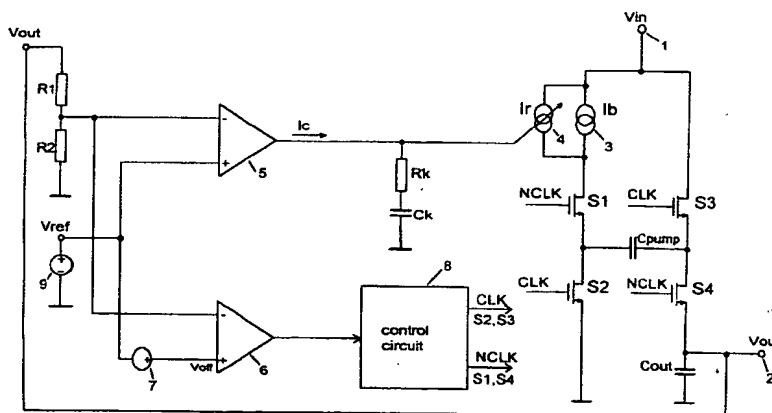 Vin
1
Vout
R1
R2
Ic
5
Rk
Ck
Ir
4
Ib
3
NCLK
S1
CLK
S3
Cpump
CLK
S2
NCLK
S4
Vref
9
7
Voff
6
8
control
circuit
CLK
S2,S3
NCLK
S1,S4
Cout
2